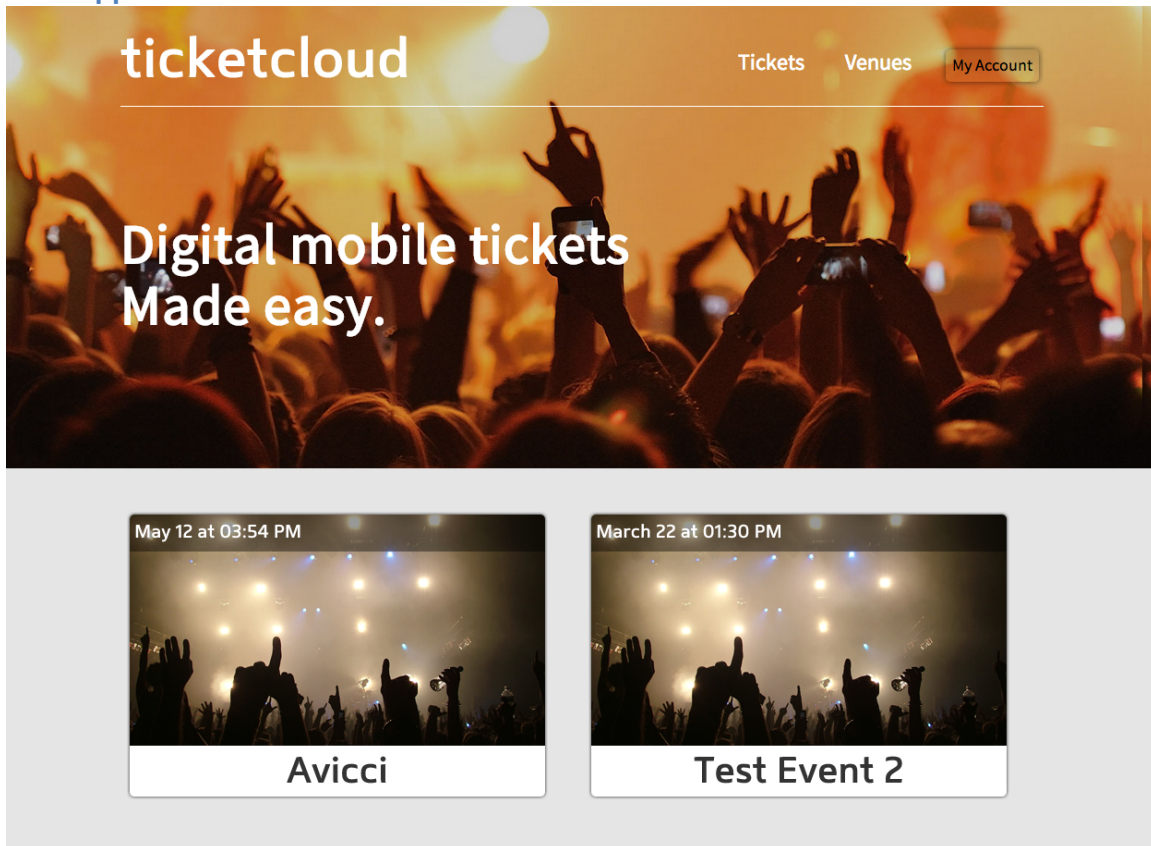 ticketcloud
Tickets Venues My Account
Digital mobile tickets
Made easy.
May 12 at 03:54 PM
March 22 at 01:30 PM
Avicci
Test Event 2